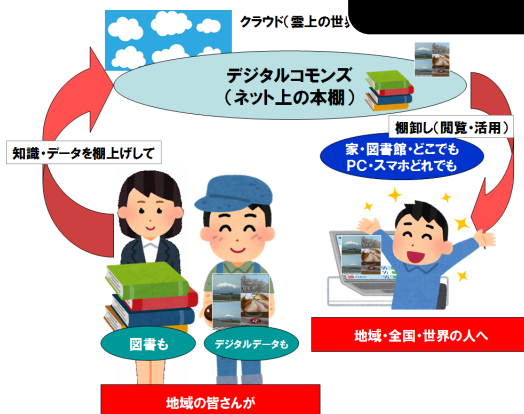 クラウド（雲上の世界
デジタルコモンズ
（ネット上の本棚）
棚卸し（閲覧・活用）
知識・データを棚上げして
家・図書館・どこでも
PC・スマホどれでも
図書も
デジタルデータも
地域・全国・世界の人へ
地域の皆さんが